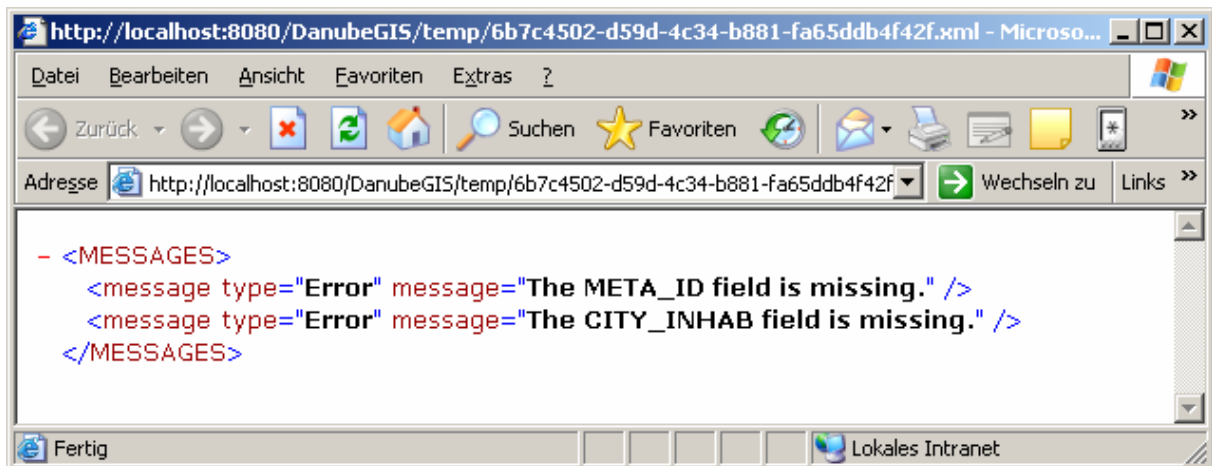 http://localhost:8080/DanubeGIS/temp/6b7c4502-d59d-4c34-b881-fa65ddb4f42f.xml - Microso...
Datei Bearbeiten Ansicht Favoriten Extras ?
Zurück Suchen Favoriten »
Adresse http://localhost:8080/DanubeGIS/temp/6b7c4502-d59d-4c34-b881-fa65ddb4f42f Wechseln zu Links »
- <MESSAGES>
<message type="Error" message="The META_ID field is missing." />
<message type="Error" message="The CITY_INHAB field is missing." />
</MESSAGES>
Fertig Lokales Intranet